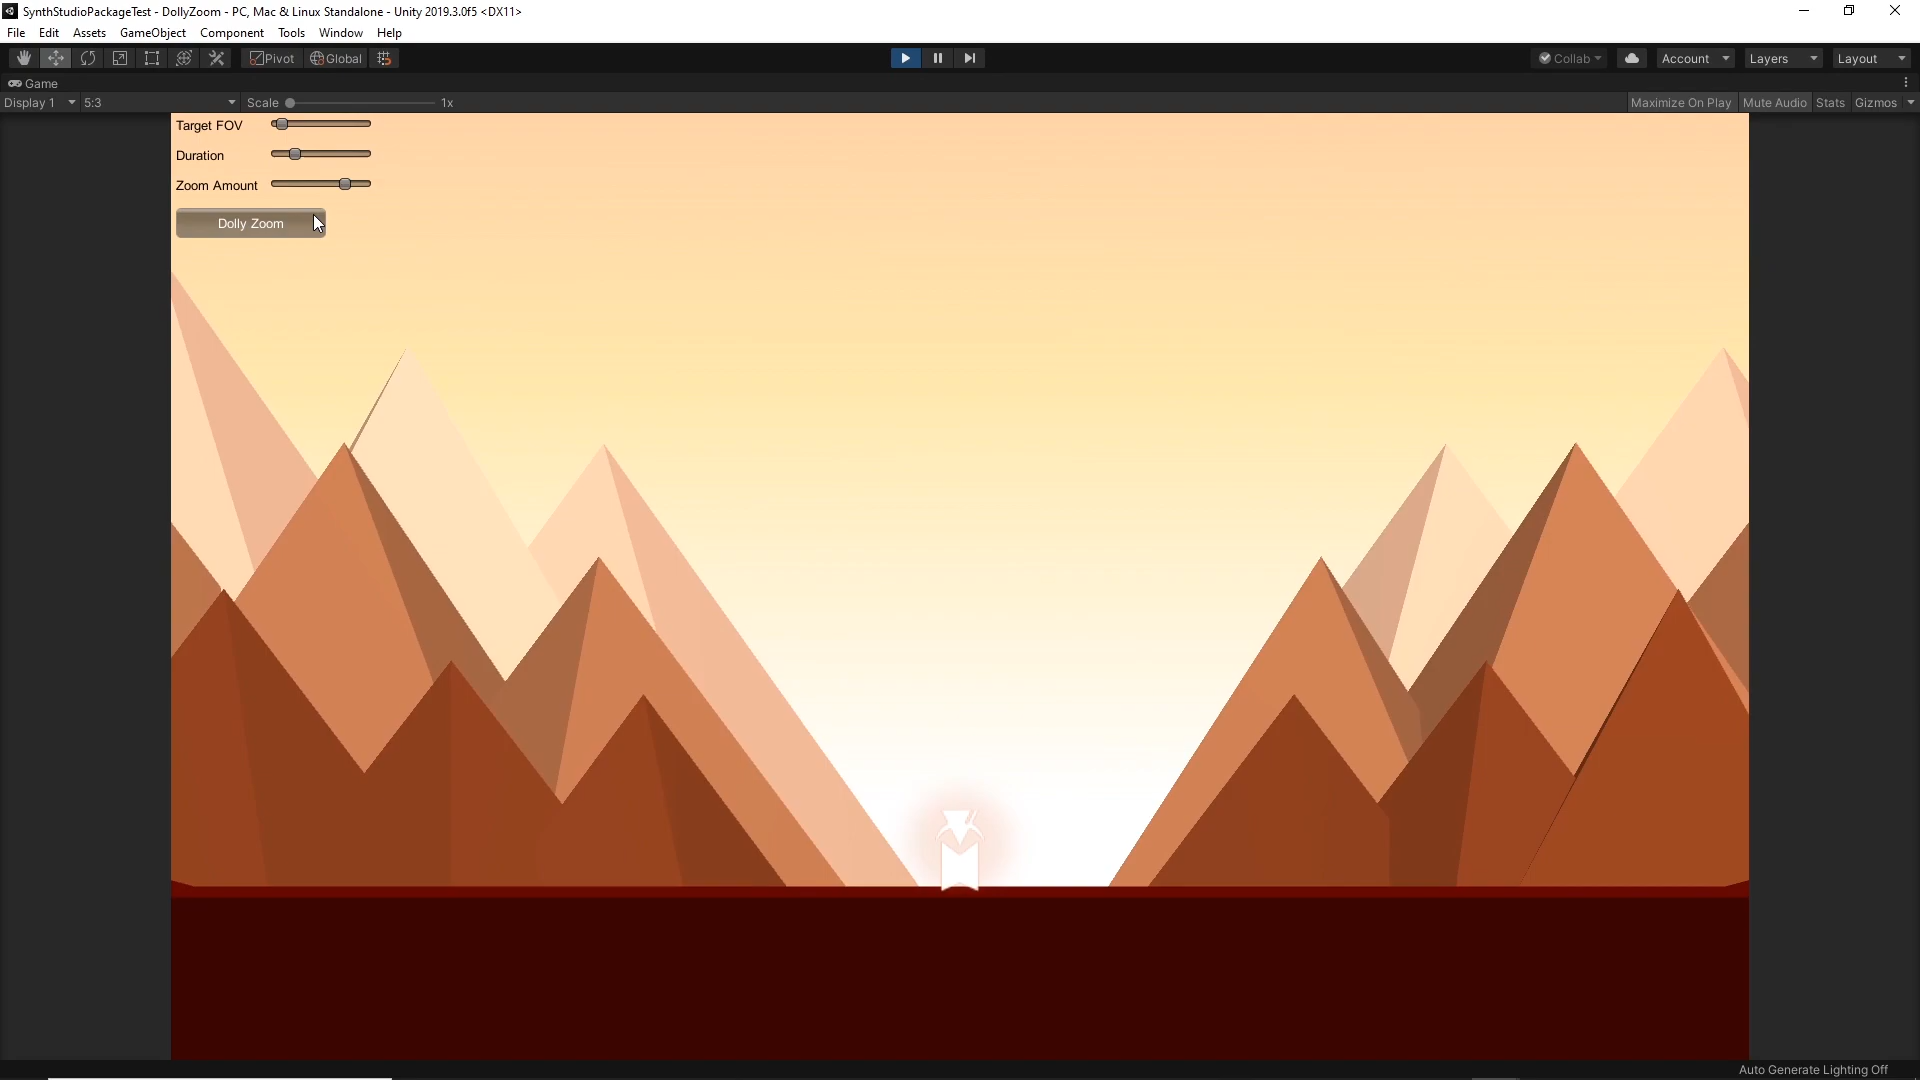 SynthStudioPackageTest - DollyZoom - PC, Mac & Linux Standalone - Unity 2019.3.0f5 <DX11>
File Edit Assets GameObject Component Tools Window Help
Pivot Global Collab Account Layers Layout
Game
Display 1 5:3 Scale 1x Maximize On Play Mute Audio Stats Gizmos
Target FOV
Duration
Zoom Amount
Dolly Zoom
Auto Generate Lighting Off